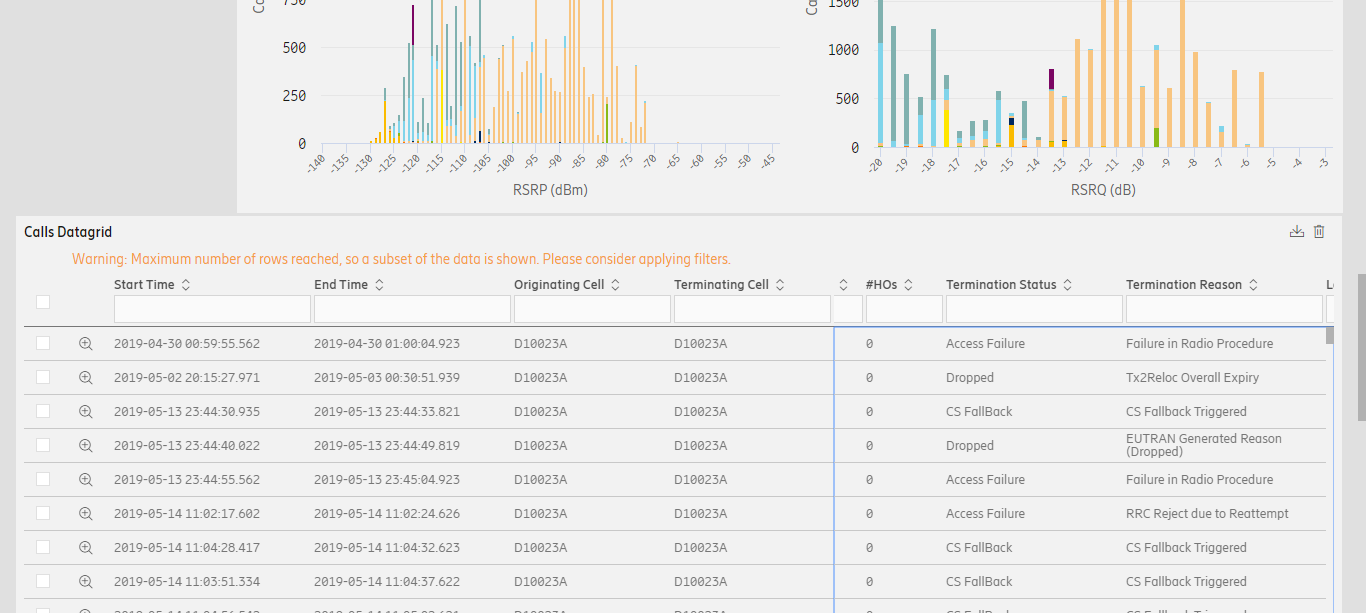 750
500
250
0
-140 -135 -130 -125 -120 -115 -110 -105 -100 -95 -90 -85 -80 -75 -70 -65 -60 -55 -50 -45
RSRP (dBm)
1500
1000
500
0
-20 -19 -18 -17 -16 -15 -14 -13 -12 -11 -10 -9 -8 -7 -6 -5 -4 -3
RSRQ (dB)
Calls Datagrid
Warning: Maximum number of rows reached, so a subset of the data is shown. Please consider applying filters.
Start Time End Time Originating Cell Terminating Cell #HOs Termination Status Termination Reason
2019-04-30 00:59:55.562 2019-04-30 01:00:04.923 D10023A D10023A 0 Access Failure Failure in Radio Procedure
2019-05-02 20:15:27.971 2019-05-03 00:30:51.939 D10023A D10023A 0 Dropped Tx2Reloc Overall Expiry
2019-05-13 23:44:30.935 2019-05-13 23:44:33.821 D10023A D10023A 0 CS FallBack CS Fallback Triggered
2019-05-13 23:44:40.022 2019-05-13 23:44:49.819 D10023A D10023A 0 Dropped EUTRAN Generated Reason
(Dropped)
2019-05-13 23:44:55.562 2019-05-13 23:45:04.923 D10023A D10023A 0 Access Failure Failure in Radio Procedure
2019-05-14 11:02:17.602 2019-05-14 11:02:24.626 D10023A D10023A 0 Access Failure RRC Reject due to Reattempt
2019-05-14 11:04:28.417 2019-05-14 11:04:32.623 D10023A D10023A 0 CS FallBack CS Fallback Triggered
2019-05-14 11:03:51.334 2019-05-14 11:04:37.622 D10023A D10023A 0 CS FallBack CS Fallback Triggered